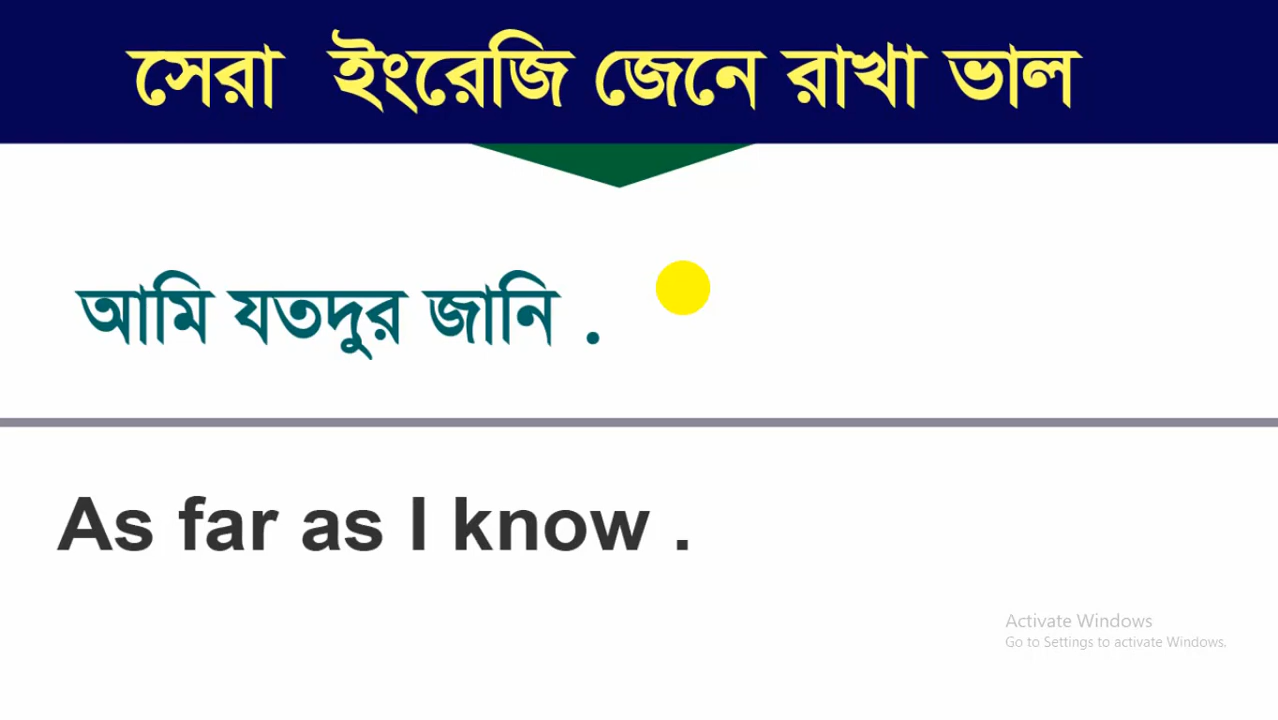 সেরা ইংরেজি জেনে রাখা ভাল
আমি যতদুর জানি .
As far as I know .
Activate Windows
Go to Settings to activate Windows.